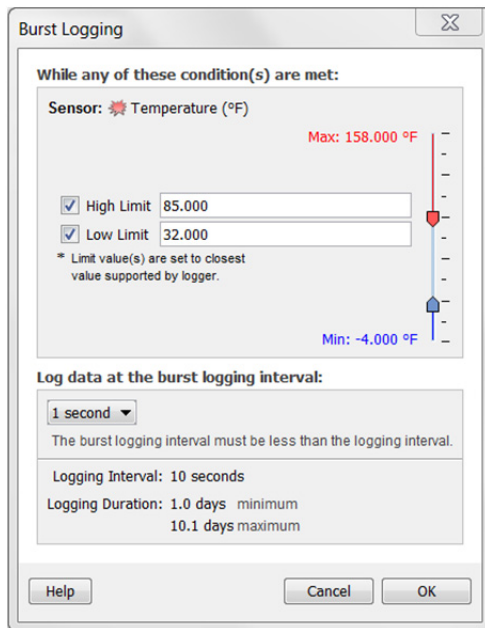 Burst Logging
While any of these condition(s) are met:
Sensor: Temperature (°F)
Max: 158.000 °F
High Limit 85.000
Low Limit 32.000
* Limit value(s) are set to closest
value supported by logger.
Min: -4.000 °F
Log data at the burst logging interval:
1 second
The burst logging interval must be less than the logging interval.
Logging Interval: 10 seconds
Logging Duration: 1.0 days minimum
10.1 days maximum
Help Cancel OK